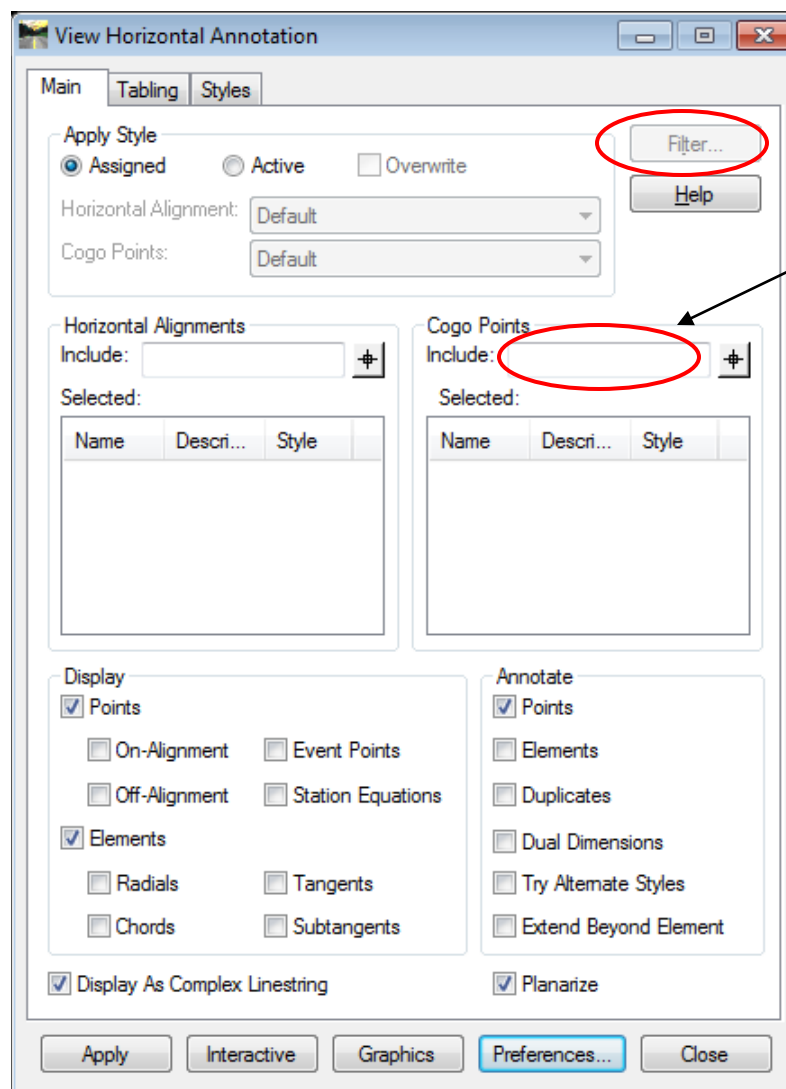 View Horizontal Annotation
Main Tabling Styles
Apply Style
Filter...
Assigned Active Overwrite
Help
Horizontal Alignment: Default
Cogo Points: Default
Horizontal Alignments Cogo Points
Include: Include:
Selected: Selected:
Name Descri... Style Name Descri... Style
Display Annotate
Points Points
On-Alignment Event Points Elements
Off-Alignment Station Equations Duplicates
Elements Dual Dimensions
Radials Tangents Try Alternate Styles
Chords Subtangents Extend Beyond Element
Display As Complex Linestring Planarize
Apply Interactive Graphics Preferences... Close